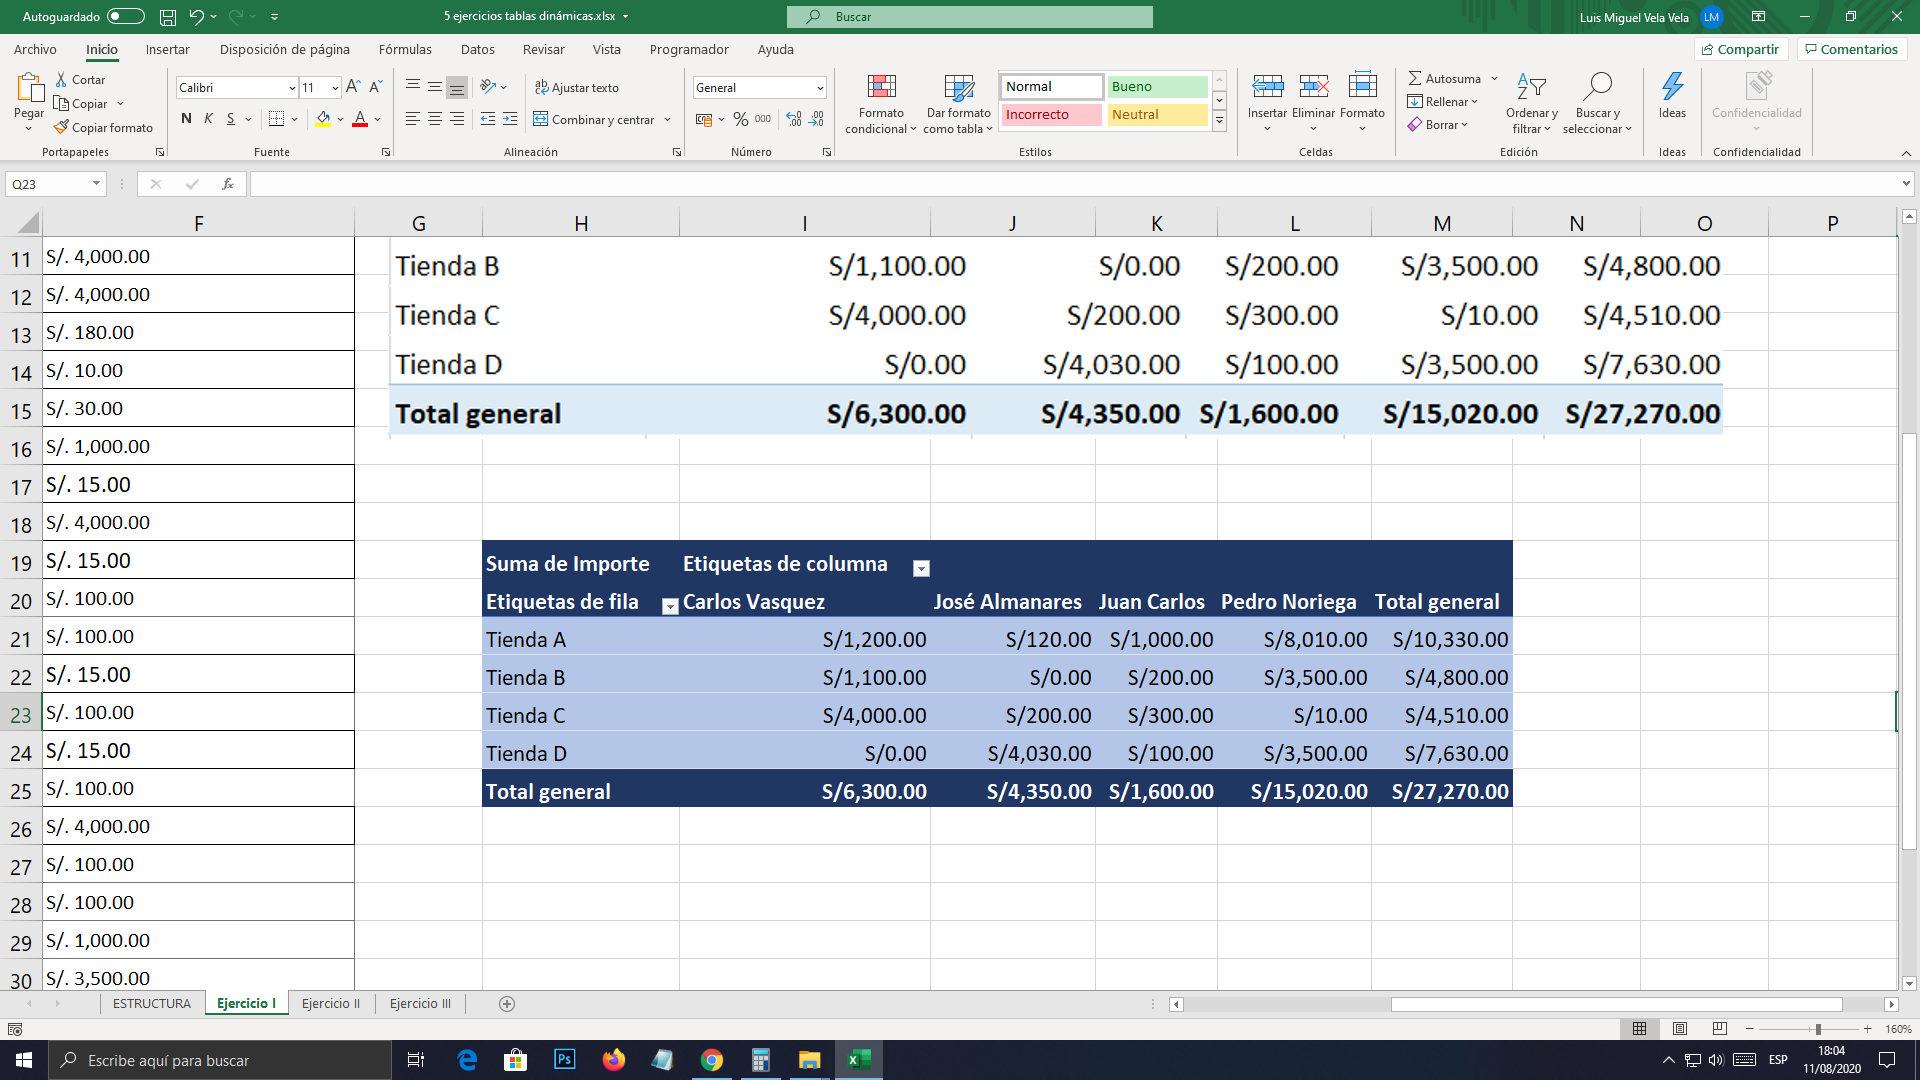 Autoguardado 5 ejercicios tablas dinámicas.xlsx Buscar Luis Miguel Vela Vela LM
Archivo Inicio Insertar Disposición de página Fórmulas Datos Revisar Vista Programador Ayuda Compartir Comentarios
Pegar Cortar Copiar Copiar formato
Calibri 11 A A
N K S A
ab Ajustar texto
Combinar y centrar
General
% 000
Formato condicional
Dar formato como tabla
Normal Bueno
Incorrecto Neutral
Insertar Eliminar Formato
Autosuma
Rellenar
Borrar
Ordenar y filtrar
Buscar y seleccionar
Ideas
Confidencialidad
Portapapeles Fuente Alineación Número Estilos Celdas Edición Ideas Confidencialidad
Q23 fx
F G H I J K L M N O P
11 S/. 4,000.00 Tienda B S/1,100.00 S/0.00 S/200.00 S/3,500.00 S/4,800.00
12 S/. 4,000.00 Tienda C S/4,000.00 S/200.00 S/300.00 S/10.00 S/4,510.00
13 S/. 180.00
14 S/. 10.00 Tienda D S/0.00 S/4,030.00 S/100.00 S/3,500.00 S/7,630.00
15 S/. 30.00 Total general S/6,300.00 S/4,350.00 S/1,600.00 S/15,020.00 S/27,270.00
16 S/. 1,000.00
17 S/. 15.00
18 S/. 4,000.00
19 S/. 15.00 Suma de Importe Etiquetas de columna
20 S/. 100.00 Etiquetas de fila Carlos Vasquez José Almanares Juan Carlos Pedro Noriega Total general
21 S/. 100.00 Tienda A S/1,200.00 S/120.00 S/1,000.00 S/8,010.00 S/10,330.00
22 S/. 15.00 Tienda B S/1,100.00 S/0.00 S/200.00 S/3,500.00 S/4,800.00
23 S/. 100.00 Tienda C S/4,000.00 S/200.00 S/300.00 S/10.00 S/4,510.00
24 S/. 15.00 Tienda D S/0.00 S/4,030.00 S/100.00 S/3,500.00 S/7,630.00
25 S/. 100.00 Total general S/6,300.00 S/4,350.00 S/1,600.00 S/15,020.00 S/27,270.00
26 S/. 4,000.00
27 S/. 100.00
28 S/. 100.00
29 S/. 1,000.00
30 S/. 3,500.00
ESTRUCTURA Ejercicio I Ejercicio II Ejercicio III
160%
Escribe aquí para buscar Ps ESP 18:04
11/08/2020